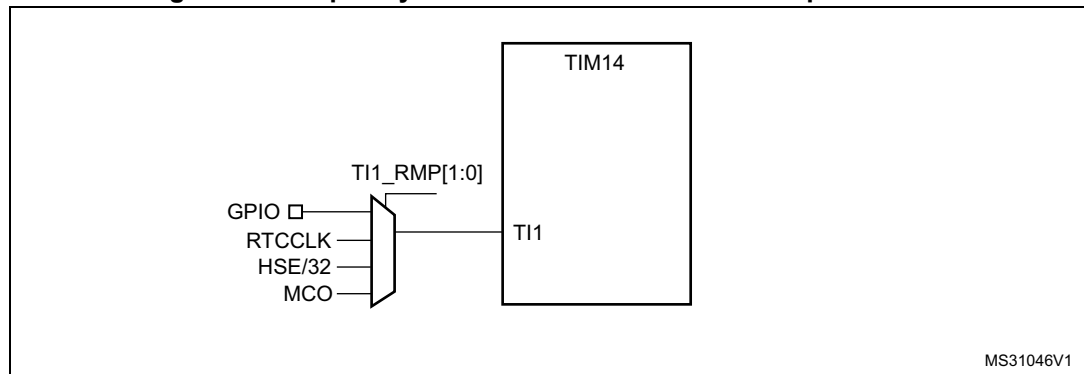 TIM14
TI1_RMP[1:0]
GPIO
RTCCLK
TI1
HSE/32
MCO
MS31046V1